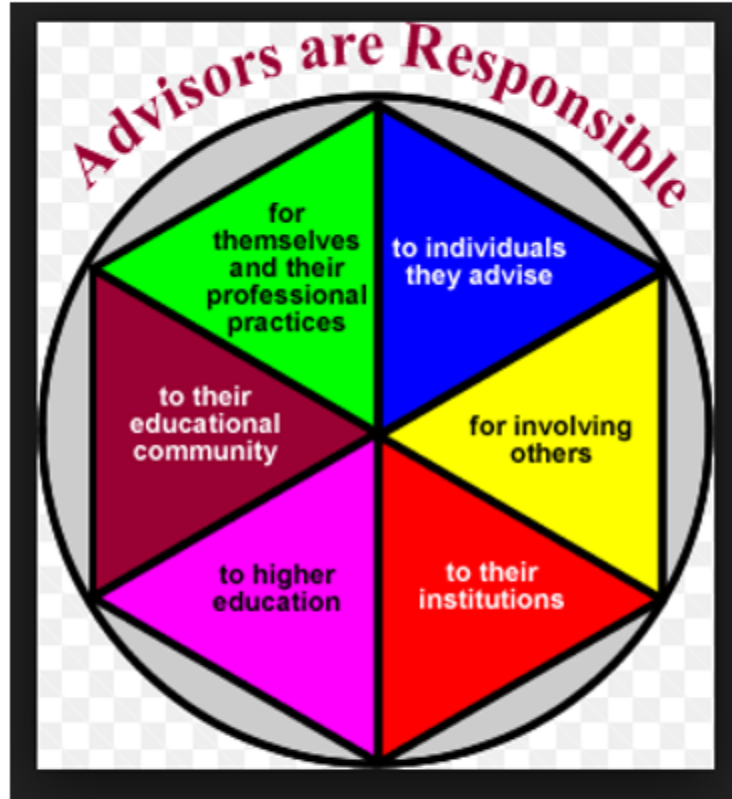 Advisors are Responsible
to individuals
they advise
for involving
others
to their
institutions
to higher
education
to their
educational
community
for
themselves
and their
professional
practices